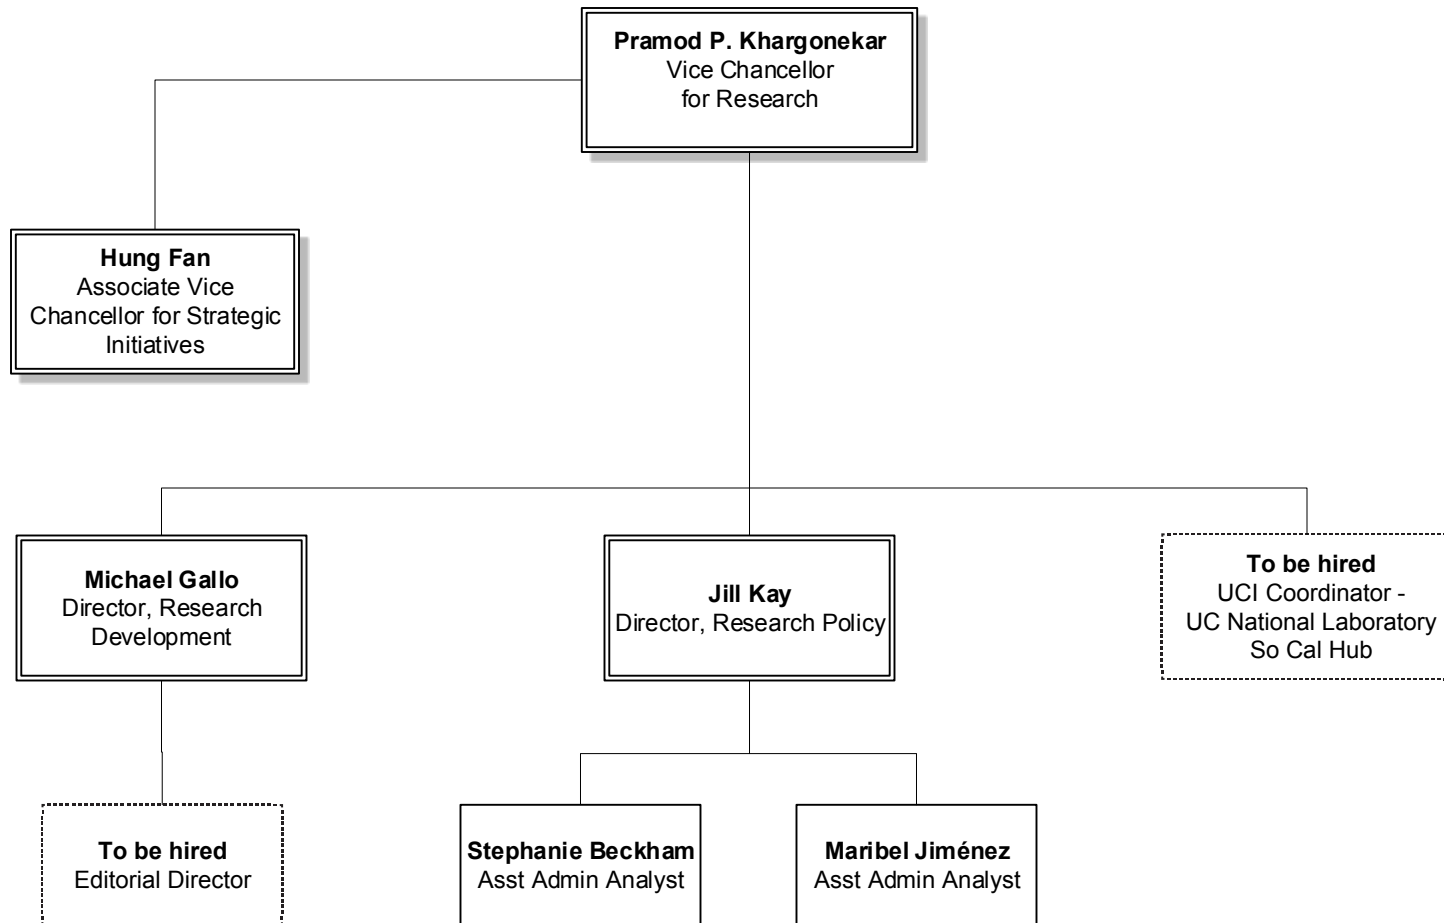 Pramod P. Khargonekar
Vice Chancellor
for Research
Hung Fan
Associate Vice
Chancellor for Strategic
Initiatives
Michael Gallo
Director, Research
Development
Jill Kay
Director, Research Policy
To be hired
UCI Coordinator -
UC National Laboratory
So Cal Hub
To be hired
Editorial Director
Stephanie Beckham
Asst Admin Analyst
Maribel Jiménez
Asst Admin Analyst